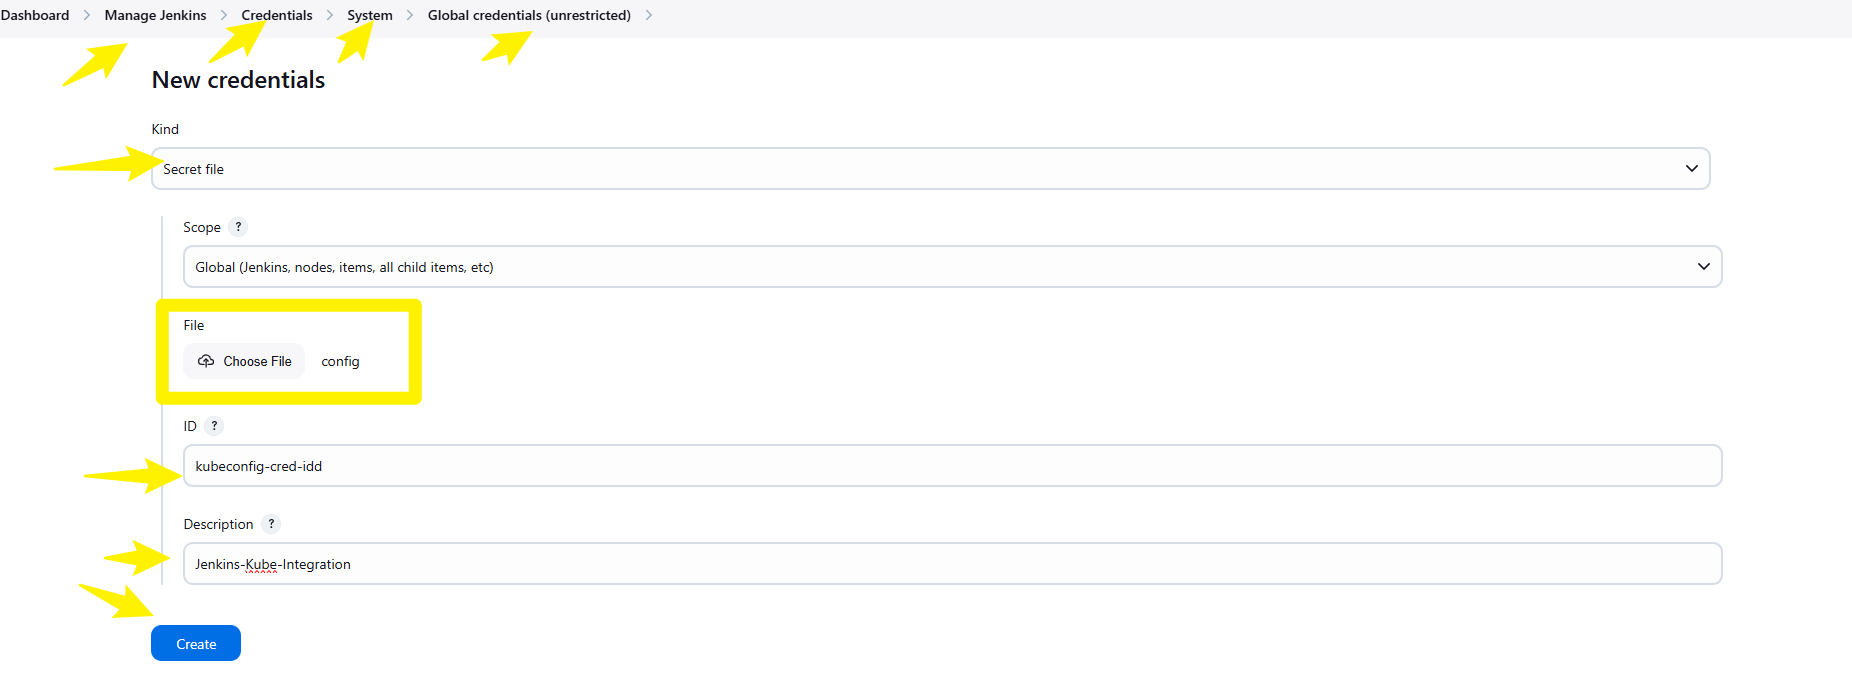 Dashboard > Manage Jenkins > Credentials > System > Global credentials (unrestricted) >
New credentials
Kind
Secret file
Scope ?
Global (Jenkins, nodes, items, all child items, etc)
File
Choose File config
ID ?
kubeconfig-cred-idd
Description ?
Jenkins-Kube-Integration
Create